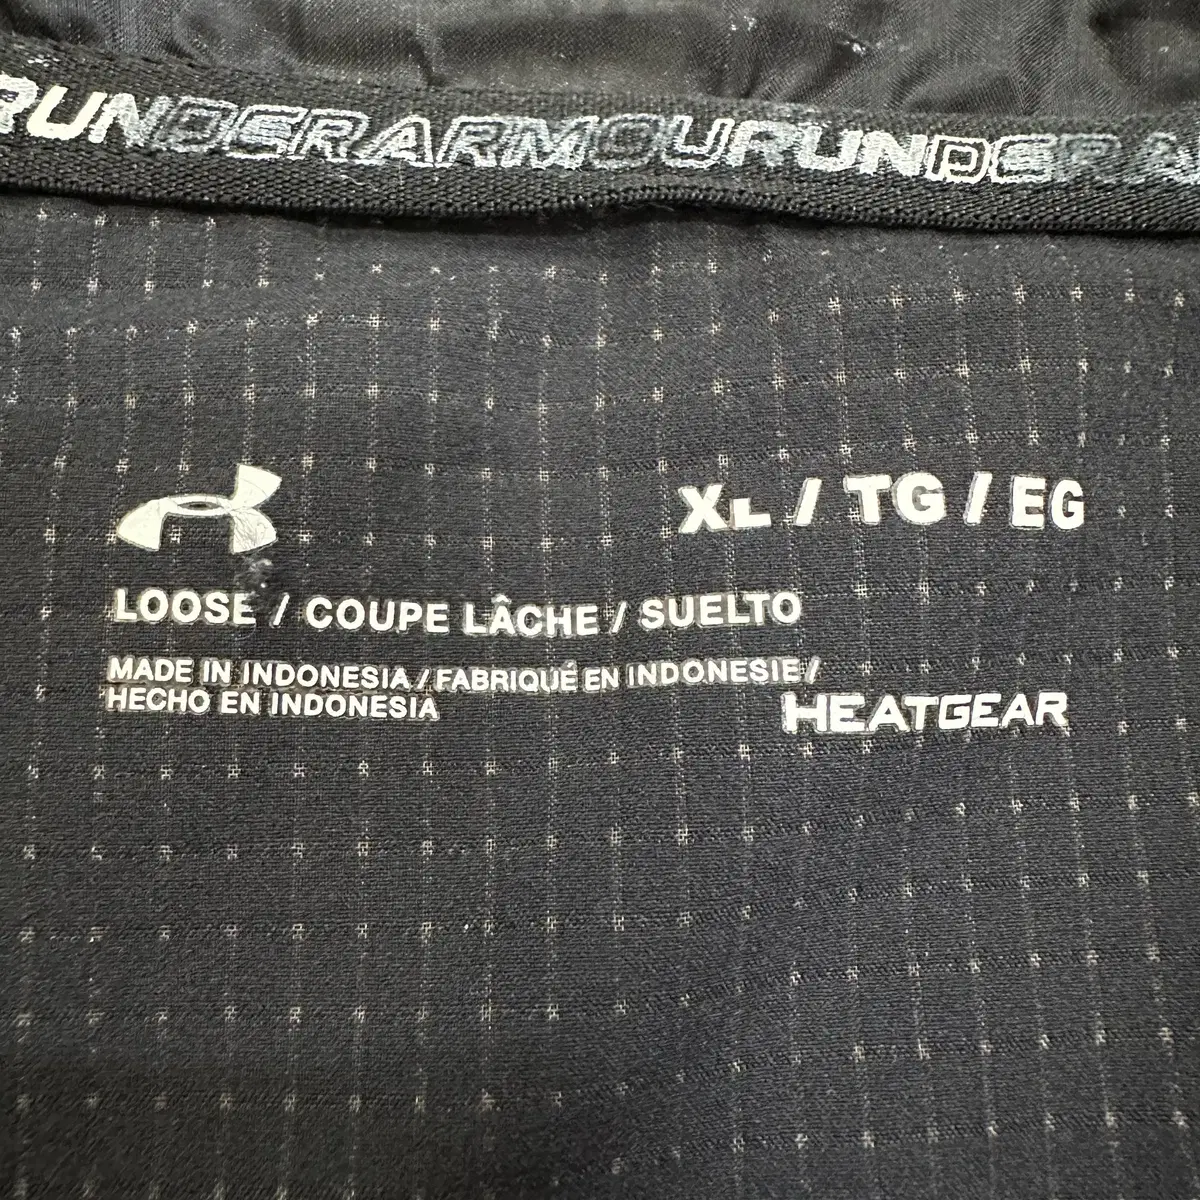 RUNDERARMOURUNDERA
XL / TG / EG
LOOSE / COUPE LÂCHE / SUELTO
MADE IN INDONESIA / FABRIQUÉ EN INDONESIE /
HECHO EN INDONESIA
HEATGEAR